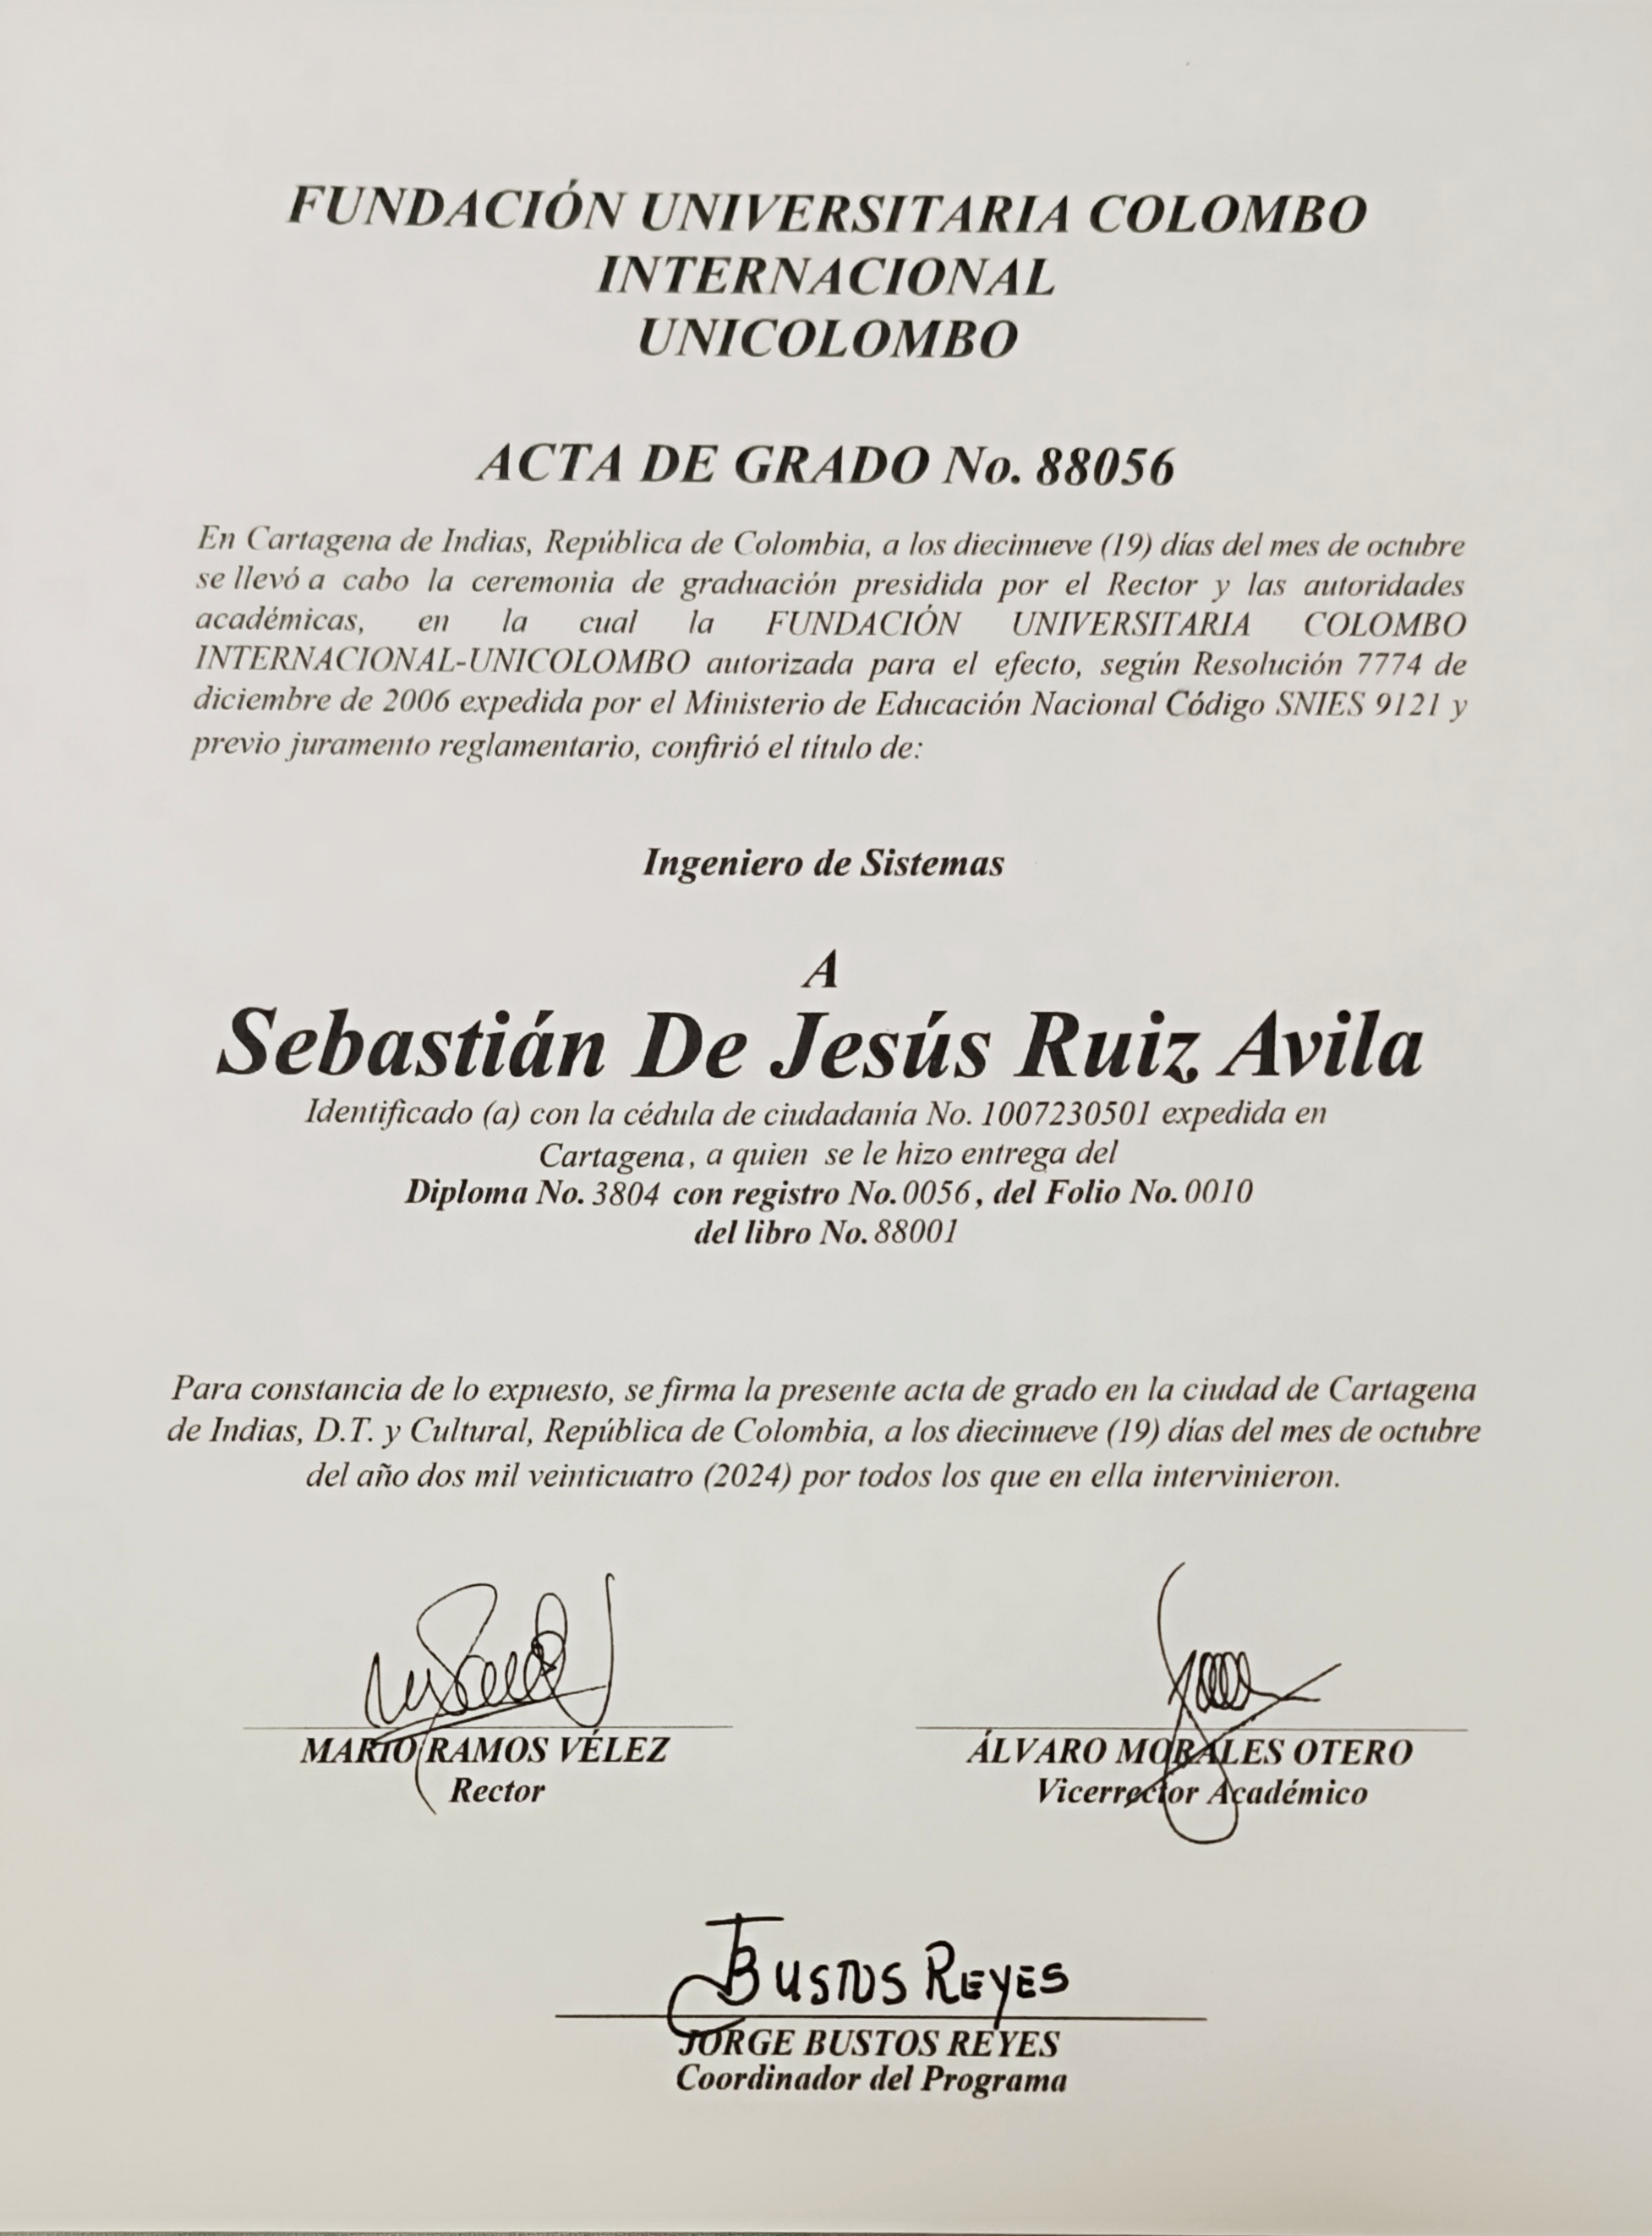 FUNDACIÓN UNIVERSITARIA COLOMBO
INTERNACIONAL
UNICOLOMBO
ACTA DE GRADO No. 88056
En Cartagena de Indias, República de Colombia, a los diecinueve (19) días del mes de octubre
se llevó a cabo la ceremonia de graduación presidida por el Rector y las autoridades
académicas, en la cual la FUNDACIÓN UNIVERSITARIA COLOMBO
INTERNACIONAL-UNICOLOMBO autorizada para el efecto, según Resolución 7774 de
diciembre de 2006 expedida por el Ministerio de Educación Nacional Código SNIES 9121 y
previo juramento reglamentario, confirió el título de:
Ingeniero de Sistemas
A
Sebastián De Jesús Ruiz Avila
Identificado (a) con la cédula de ciudadanía No. 1007230501 expedida en
Cartagena, a quien se le hizo entrega del
Diploma No. 3804 con registro No. 0056, del Folio No. 0010
del libro No. 88001
Para constancia de lo expuesto, se firma la presente acta de grado en la ciudad de Cartagena
de Indias, D.T. y Cultural, República de Colombia, a los diecinueve (19) días del mes de octubre
del año dos mil veinticuatro (2024) por todos los que en ella intervinieron.
MARIO RAMOS VÉLEZ
Rector
ÁLVARO MORALES OTERO
Vicerrector Académico
JBUSTOS REYES
JORGE BUSTOS REYES
Coordinador del Programa